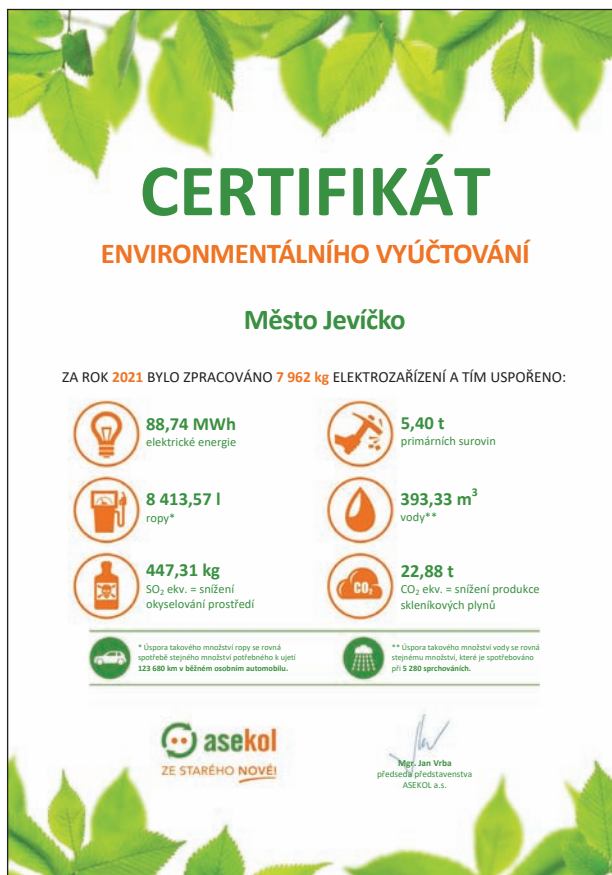 CERTIFIKÁT
ENVIRONMENTÁLNÍHO VYÚČTOVÁNÍ
Město Jevíčko
ZA ROK 2021 BYLO ZPRACOVÁNO 7 962 kg ELEKTROZAŘÍZENÍ A TÍM USPOŘENO:
88,74 MWh
elektrické energie
5,40 t
primárních surovin
8 413,57 l
ropy*
393,33 m³
vody**
447,31 kg
SO₂ ekv. = snížení
okyselování prostředí
CO₂
22,88 t
CO₂ ekv. = snížení produkce
skleníkových plynů
* Úspora takového množství ropy se rovná
spotřebě stejného množství potřebného k ujetí
123 680 km v běžném osobním automobilu.
** Úspora takového množství vody se rovná
stejnému množství, které je spotřebováno
při 5 280 sprchováních.
asekol
ZE STARÉHO NOVÉ!
Mgr. Jan Vrba
předseda představenstva
ASEKOL a.s.